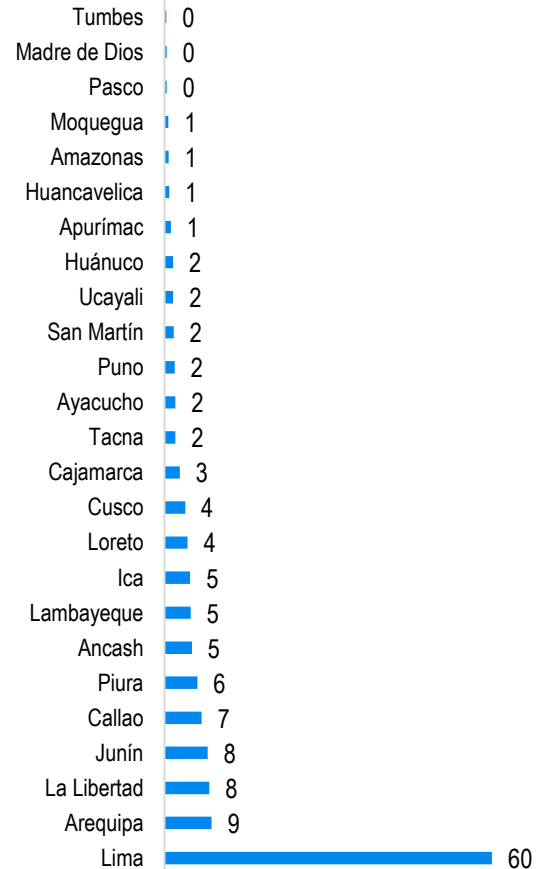 Tumbes 0
Madre de Dios 0
Pasco 0
Moquegua 1
Amazonas 1
Huancavelica 1
Apurímac 1
Huánuco 2
Ucayali 2
San Martín 2
Puno 2
Ayacucho 2
Tacna 2
Cajamarca 3
Cusco 4
Loreto 4
Ica 5
Lambayeque 5
Ancash 5
Piura 6
Callao 7
Junín 8
La Libertad 8
Arequipa 9
Lima 60